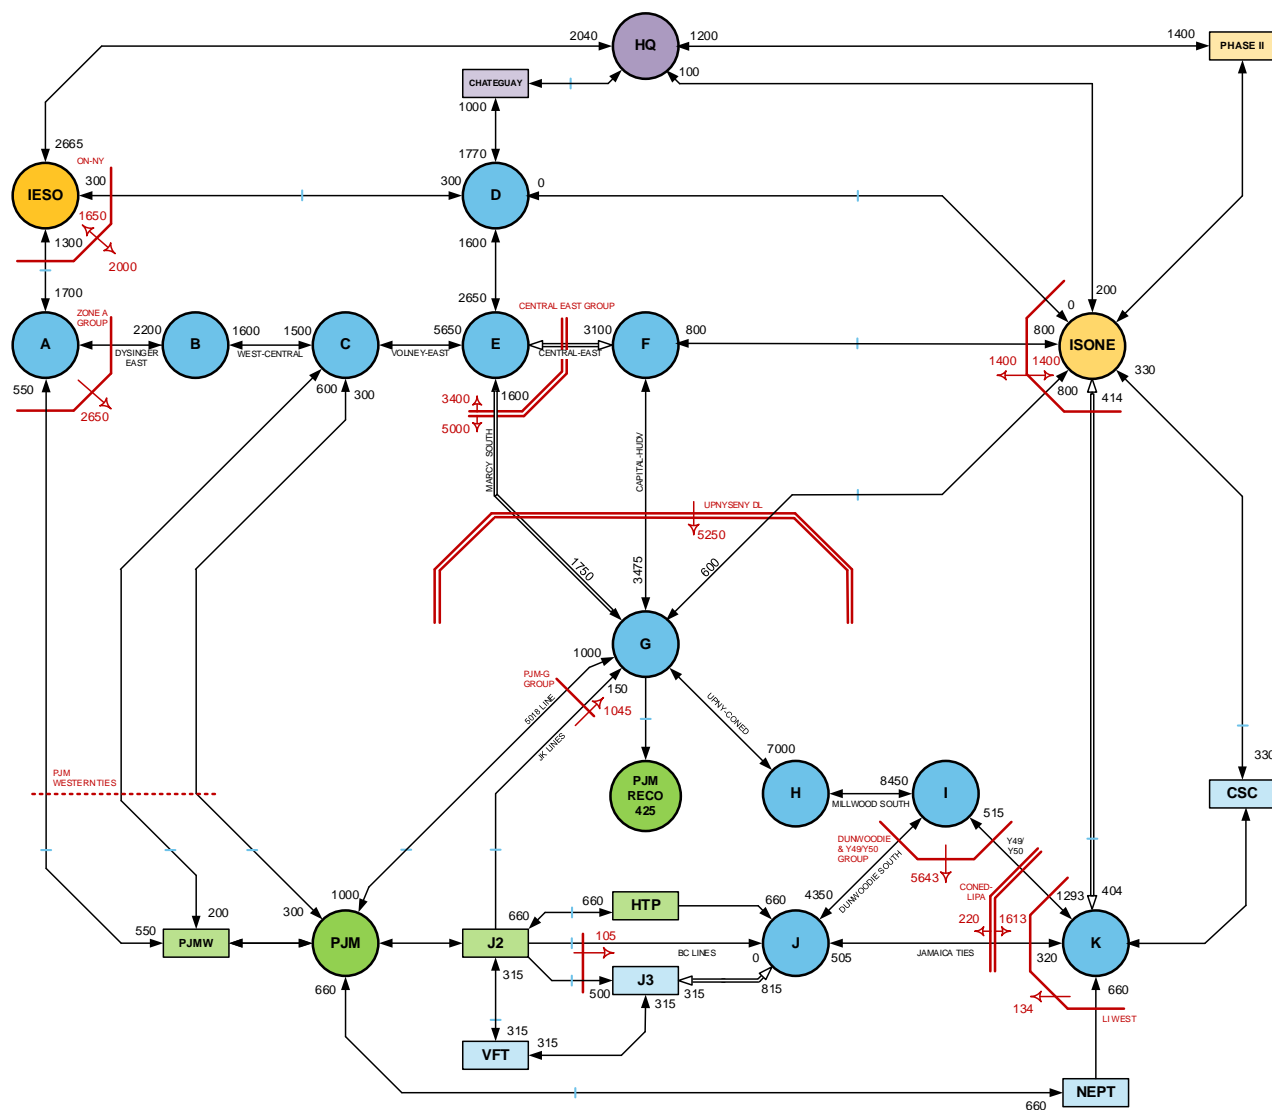 2040
HQ
1200
1400
PHASE II
100
CHATEGUAY
1000
2665
ON-NY
1770
IESO
300
300
D
0
1650
1300
2000
1600
1700
ZONE A
GROUP
2650
CENTRAL EAST GROUP
200
0
A
2200
B
1600
1500
C
5650
E
3100
F
800
800
ISONE
DYSINGER
EAST
WEST-CENTRAL
VOLNEY-EAST
CENTRAL-EAST
1400
1400
550
600
300
1600
800
330
2650
3400
5000
414
MARCY SOUTH
CAPITAL-HUDV
UPNYSENY DL
5250
1750
3475
600
G
1000
PJM-G
GROUP
150
1045
5018 LINE
JK LINES
UPNY-CONED
7000
8450
PJM
WESTERN TIES
PJM
RECO
425
H
I
MILLWOOD SOUTH
515
330
CSC
DUNWOODIE
& Y49/Y50
GROUP
Y49/
Y50
5643
DUNWOODIE SOUTH
CONED-
LIPA
1293
404
1000
200
300
660
660
HTP
660
4350
220
1613
550
PJMW
PJM
J2
105
BC LINES
J
0
505
JAMAICA TIES
320
K
660
315
500
J3
315
815
660
315
134
LI WEST
315
VFT
315
NEPT
660